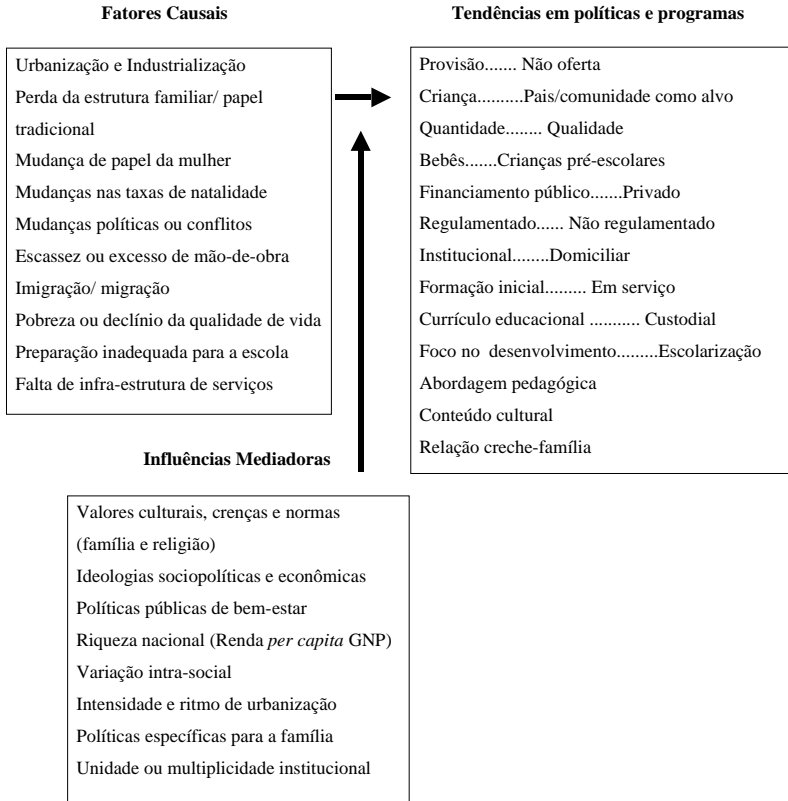 Fatores Causais
Urbanização e Industrialização
Perda da estrutura familiar/ papel
tradicional
Mudança de papel da mulher
Mudanças nas taxas de natalidade
Mudanças políticas ou conflitos
Escassez ou excesso de mão-de-obra
Imigração/ migração
Pobreza ou declínio da qualidade de vida
Preparação inadequada para a escola
Falta de infra-estrutura de serviços
Tendências em políticas e programas
Provisão....... Não oferta
Criança..........Pais/comunidade como alvo
Quantidade........ Qualidade
Bebês.......Crianças pré-escolares
Financiamento público.......Privado
Regulamentado...... Não regulamentado
Institucional........Domiciliar
Formação inicial......... Em serviço
Currículo educacional ........... Custodial
Foco no  desenvolvimento.........Escolarização
Abordagem pedagógica
Conteúdo cultural
Relação creche-família
Influências Mediadoras
Valores culturais, crenças e normas
(família e religião)
Ideologias sociopolíticas e econômicas
Políticas públicas de bem-estar
Riqueza nacional (Renda per capita GNP)
Variação intra-social
Intensidade e ritmo de urbanização
Políticas específicas para a família
Unidade ou multiplicidade institucional